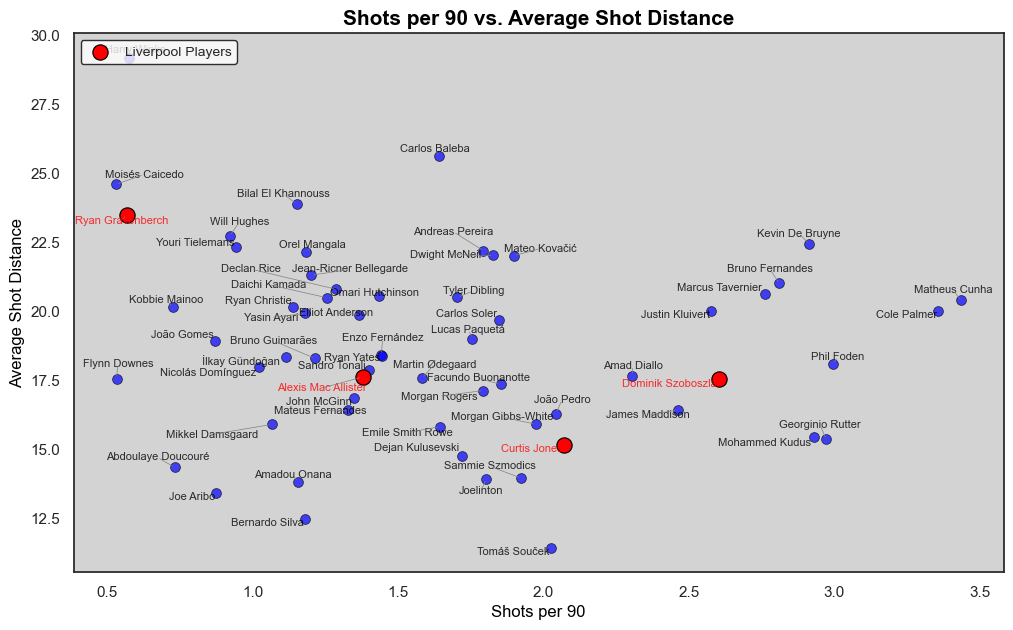 Shots per 90 vs. Average Shot Distance
Liverpool Players
30.0
27.5
25.0
22.5
20.0
17.5
15.0
12.5
Average Shot Distance
Carlos Baleba
Moisés Caicedo
Bilal El Khannouss
Ryan Gravenberch
Will Hughes
Andreas Pereira
Kevin De Bruyne
Youri Tielemans
Orel Mangala
Dwight McNeil
Mateo Kovačić
Declan Rice
Jean-Ricner Bellegarde
Bruno Fernandes
Daichi Kamada
Omari Hutchinson
Tyler Dibling
Marcus Tavernier
Matheus Cunha
Kobbie Mainoo
Ryan Christie
Yasin Ayari
Elliot Anderson
Carlos Soler
Justin Kluivert
Cole Palmer
João Gomes
Bruno Guimarães
Enzo Fernández
Lucas Paquetá
Flynn Downes
İlkay Gündoğan
Ryan Yates
Phil Foden
Nicolás Domínguez
Sandro Tonali
Martin Ødegaard
Amad Diallo
Facundo Buonanotte
Alexis Mac Allister
Dominik Szoboszlai
Morgan Rogers
João Pedro
John McGinn
Mateus Fernandes
Morgan Gibbs-White
James Maddison
Georginio Rutter
Mikkel Damsgaard
Emile Smith Rowe
Mohammed Kudus
Dejan Kulusevski
Curtis Jones
Abdoulaye Doucouré
Sammie Szmodics
Amadou Onana
Joe Aribo
Joelinton
Bernardo Silva
Tomáš Souček
0.5
1.0
1.5
2.0
2.5
3.0
3.5
Shots per 90